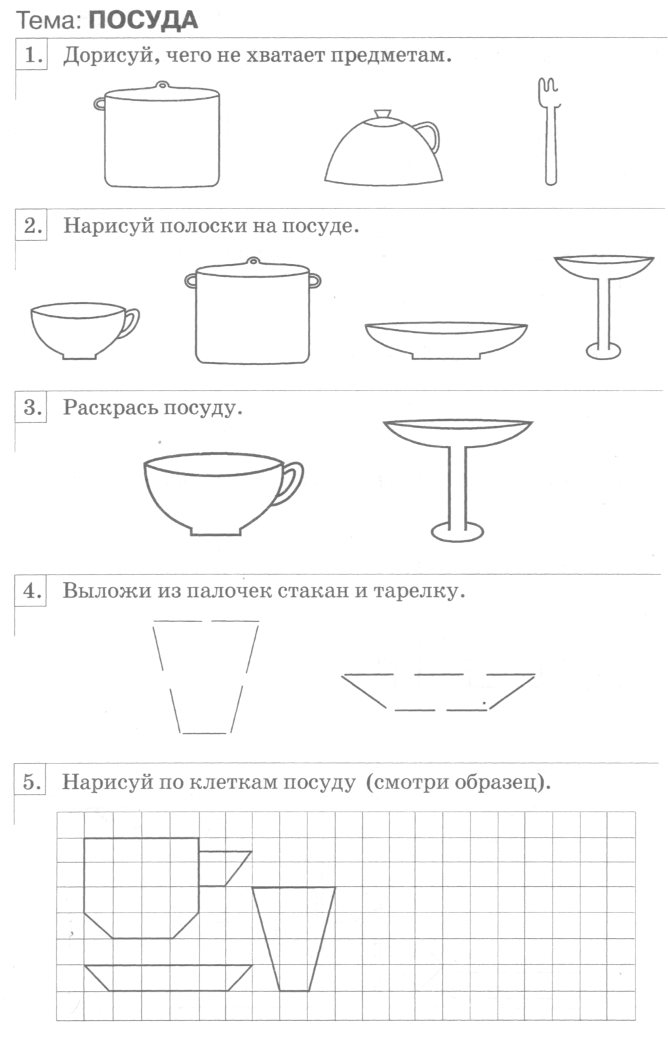 Тема: ПОСУДА
1. Дорисуй, чего не хватает предметам.
2. Нарисуй полоски на посуде.
3. Раскрась посуду.
4. Выложи из палочек стакан и тарелку.
5. Нарисуй по клеткам посуду (смотри образец).